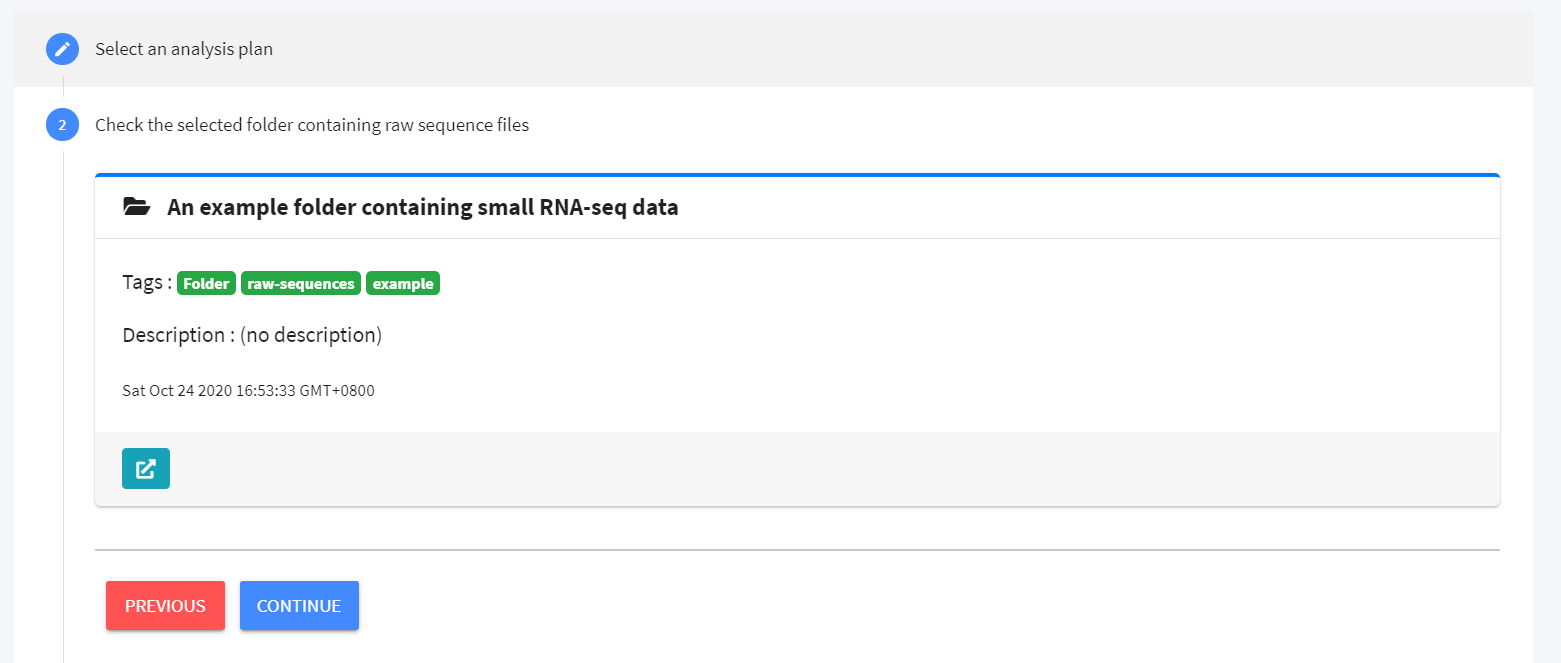 Select an analysis plan
2 Check the selected folder containing raw sequence files
An example folder containing small RNA-seq data
Tags : Folder raw-sequences example
Description : (no description)
Sat Oct 24 2020 16:53:33 GMT+0800
PREVIOUS CONTINUE